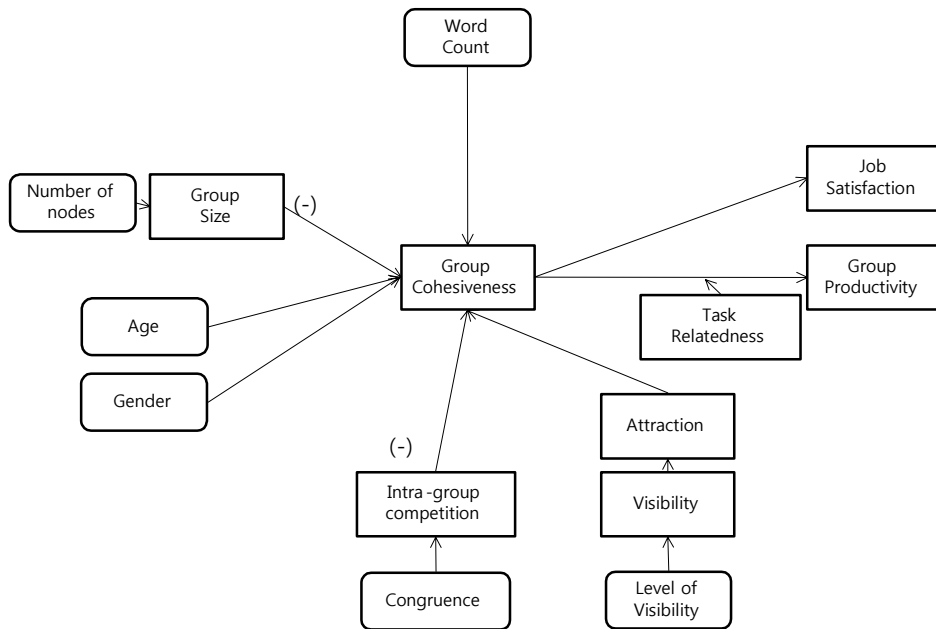 Word
Count
Number of
nodes
Group
Size
(-)
Job
Satisfaction
Group
Cohesiveness
Group
Productivity
Task
Relatedness
Age
Gender
Attraction
(-)
Intra-group
competition
Visibility
Congruence
Level of
Visibility